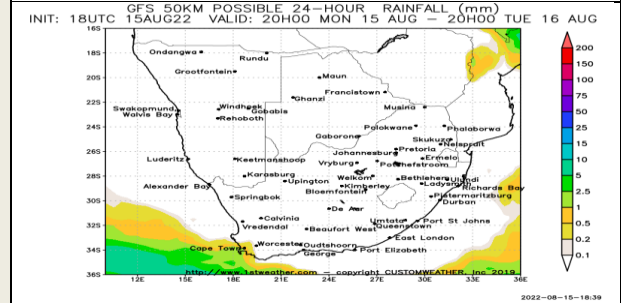 GFS 50KM POSSIBLE 24-HOUR RAINFALL (mm)
INIT: 18UTC 15AUG22 VALID: 20H00 MON 15 AUG - 20H00 TUE 16 AUG
16S
18S
20S
22S
24S
26S
28S
30S
32S
34S
36S
Ondangwa
Rundu
Grootfontein
Maun
Francistown
Ghanzi
Musina
Swakopmund
Windhoek
Gobabis
Walvis Bay
Rehoboth
Polokwane
Phalaborwa
Gaborone
Skukuza
Nelspruit
Johannesburg
Pretoria
Luderitz
Keetmanshoop
Vryburg
Potchefstroom
Ermelo
Karasburg
Upington
Welkom
Bethlehem
Ulundi
Alexander Bay
Kimberley
Ladysmith
Richards Bay
Bloemfontein
Springbok
Pietermaritzburg
Durban
De Aar
Calvinia
Umtata
Port St Johns
Vredendal
Beaufort West
Queenstown
East London
Cape Town
Worcester
Oudtshoorn
George
Port Elizabeth
http://www.1stweather.com - copyright CUSTOMWEATHER, Inc 2019
12E 15E 18E 21E 24E 27E 30E 33E 36E
200
150
100
75
50
25
15
10
5
2.5
1
0.5
0.2
0.1
2022-08-15-18:39